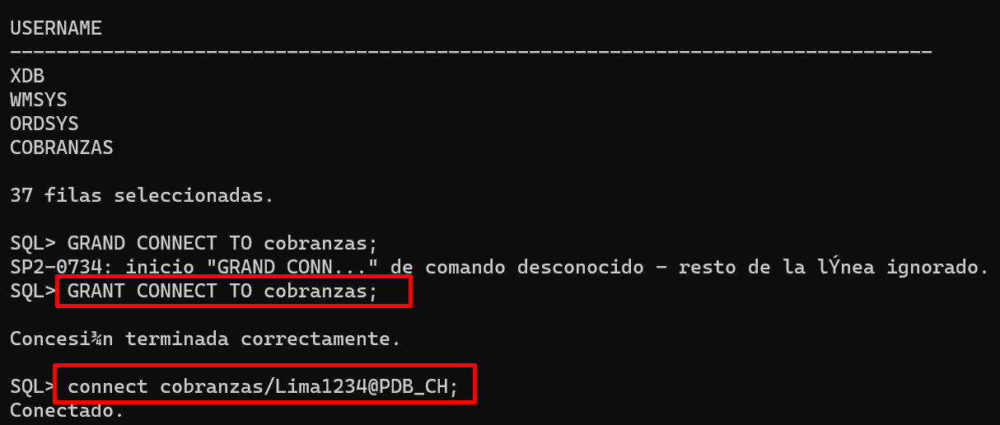 USERNAME
--------------------------------------------------------------------------------
XDB
WMSYS
ORDSYS
COBRANZAS
37 filas seleccionadas.
SQL> GRAND CONNECT TO cobranzas;
SP2-0734: inicio "GRAND CONN..." de comando desconocido - resto de la lÝnea ignorado.
SQL> GRANT CONNECT TO cobranzas;
Concesi¾n terminada correctamente.
SQL> connect cobranzas/Lima1234@PDB_CH;
Conectado.